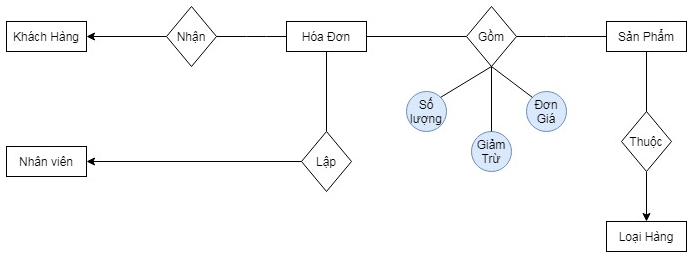 Khách Hàng
Nhận
Hóa Đơn
Gồm
Sản Phẩm
Số
lượng
Giảm
Trừ
Đơn
Giá
Nhân viên
Lập
Thuộc
Loại Hàng